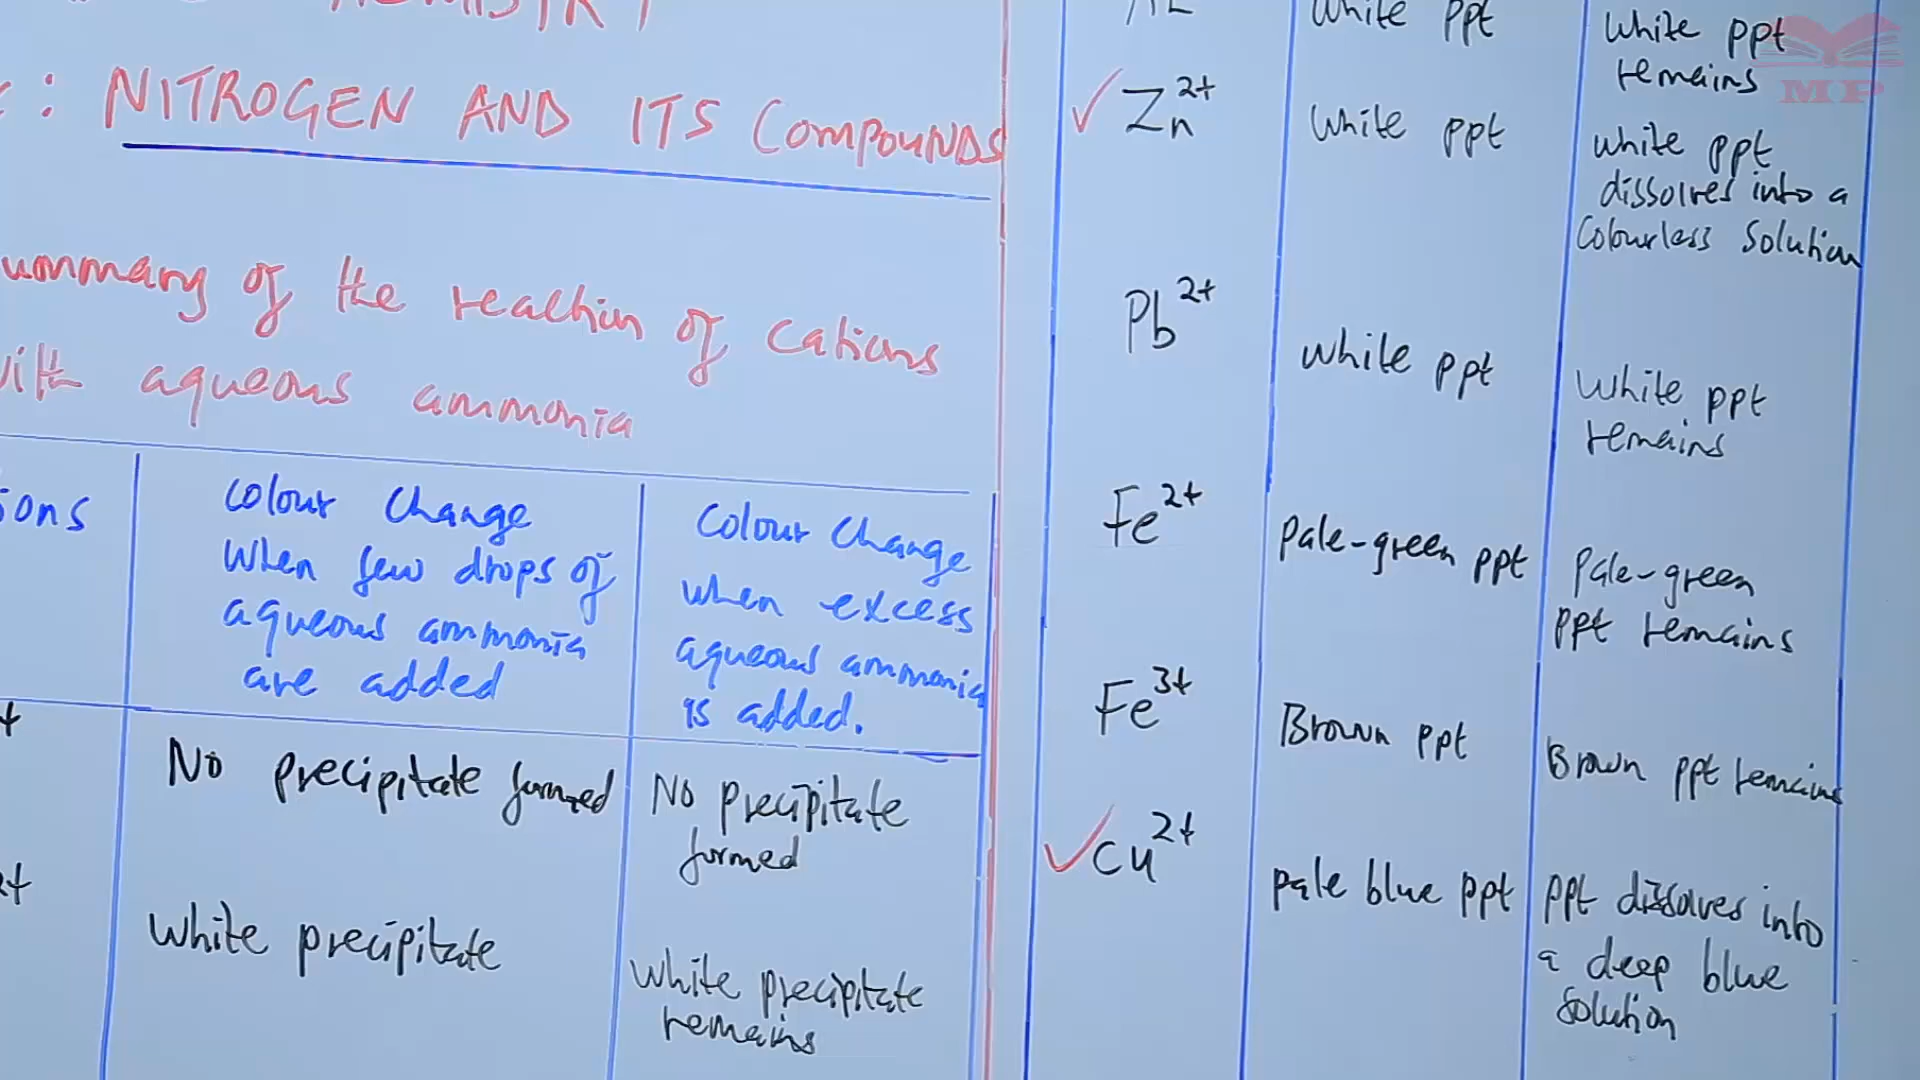 : NITROGEN AND ITS COMPOUNDS
of the reaction of cations
with aqueous ammonia
Colour Change
when few drops of
aqueous ammonia
are added
Colour Change
when excess
aqueous ammonia
is added.
No precipitate formed
No precipitate
formed
2+
White precipitate
White precipitate
remains
White ppt
White ppt
remains
MP
✓ Zn2+
White ppt
white ppt
dissolves into a
Colourless solution
Pb2+
White ppt
White ppt
remains
Fe2+
Pale-green ppt
Pale-green
ppt remains
Fe3+
Brown ppt
Brown ppt remains
✓ Cu2+
pale blue ppt
ppt dissolves into
a deep blue
solution